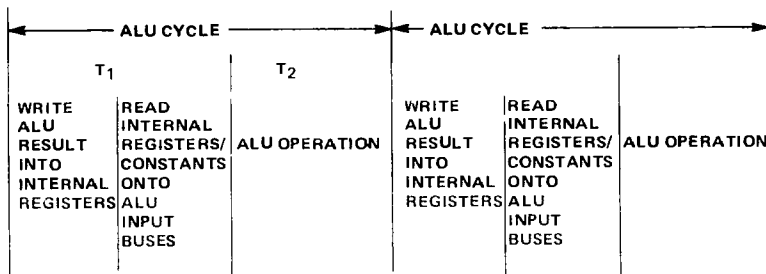 ALU CYCLE
ALU CYCLE
T1
T2
WRITE
ALU
RESULT
INTO
INTERNAL
REGISTERS
READ
INTERNAL
REGISTERS/
CONSTANTS
ONTO
ALU
INPUT
BUSES
ALU OPERATION
WRITE
ALU
RESULT
INTO
INTERNAL
REGISTERS
READ
INTERNAL
REGISTERS/
CONSTANTS
ONTO
ALU
INPUT
BUSES
ALU OPERATION